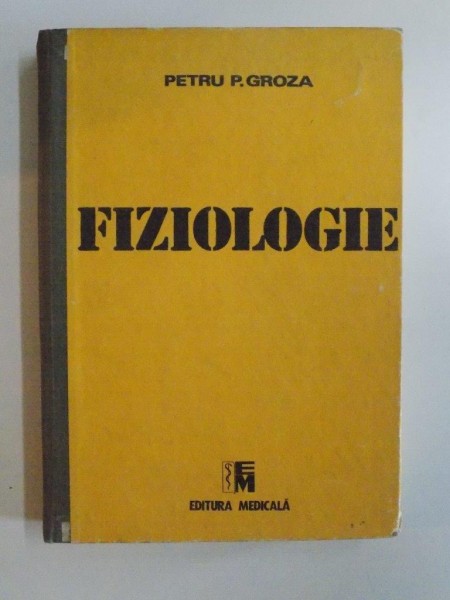 PETRU P. GROZA
FIZIOLOGIE
EM
EDITURA MEDICALĂ